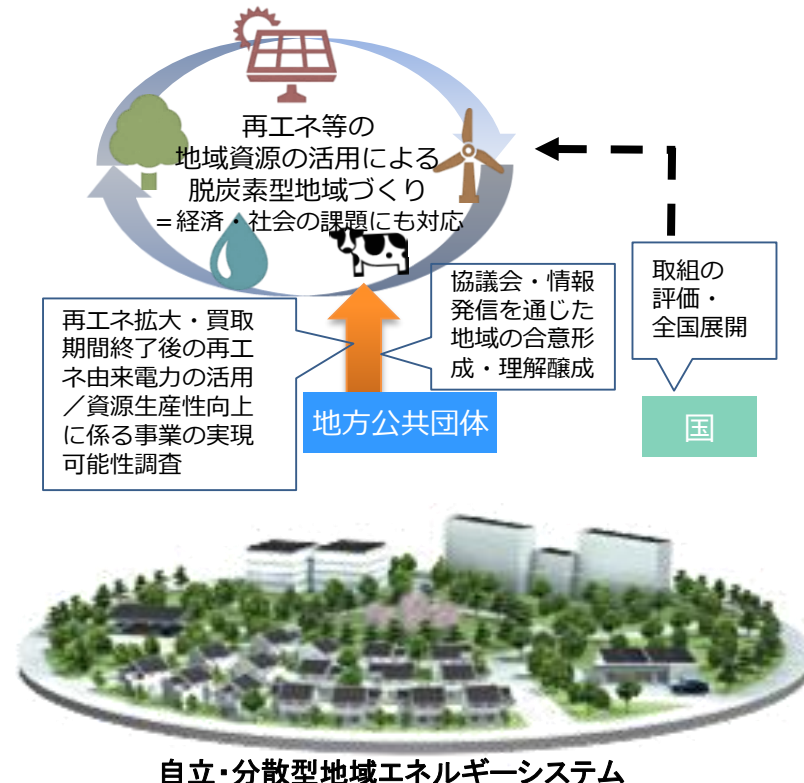 再エネ等の
地域資源の活用による
脱炭素型地域づくり
＝経済・社会の課題にも対応
再エネ拡大・買取
期間終了後の再エ
ネ由来電力の活用
／資源生産性向上
に係る事業の実現
可能性調査
協議会・情報
発信を通じた
地域の合意形
成・理解醸成
取組の
評価・
全国展開
地方公共団体
国
自立・分散型地域エネルギーシステム